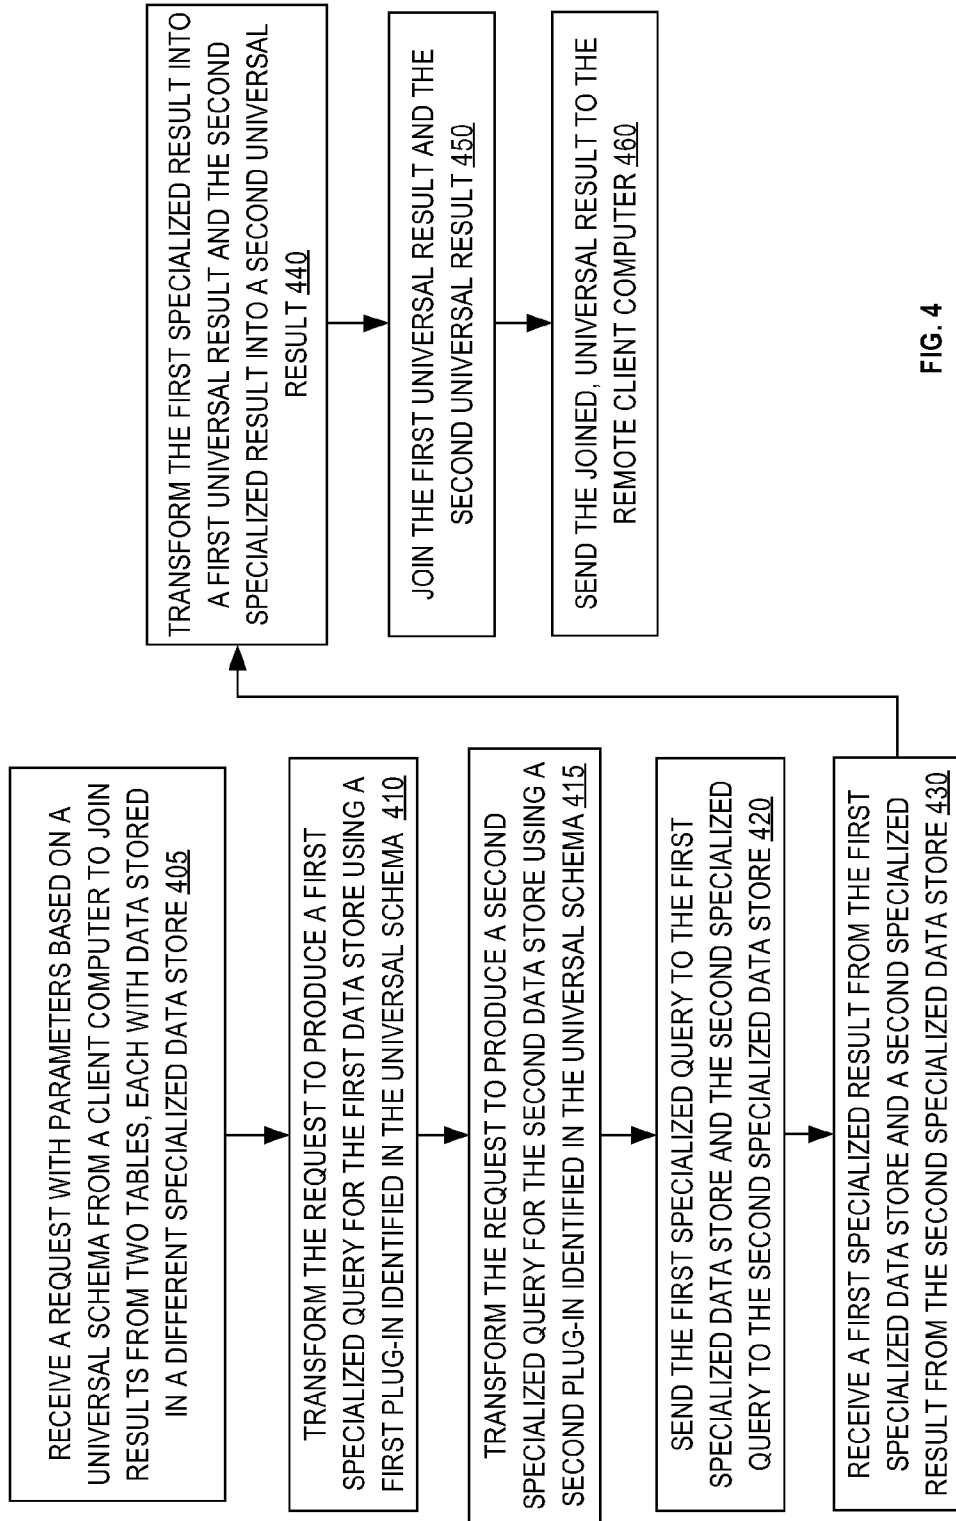 RECEIVE A REQUEST WITH PARAMETERS BASED ON A
UNIVERSAL SCHEMA FROM A CLIENT COMPUTER TO JOIN
RESULTS FROM TWO TABLES, EACH WITH DATA STORED
IN A DIFFERENT SPECIALIZED DATA STORE 405
TRANSFORM THE REQUEST TO PRODUCE A FIRST
SPECIALIZED QUERY FOR THE FIRST DATA STORE USING A
FIRST PLUG-IN IDENTIFIED IN THE UNIVERSAL SCHEMA 410
TRANSFORM THE REQUEST TO PRODUCE A SECOND
SPECIALIZED QUERY FOR THE SECOND DATA STORE USING A
SECOND PLUG-IN IDENTIFIED IN THE UNIVERSAL SCHEMA 415
SEND THE FIRST SPECIALIZED QUERY TO THE FIRST
SPECIALIZED DATA STORE AND THE SECOND SPECIALIZED
QUERY TO THE SECOND SPECIALIZED DATA STORE 420
RECEIVE A FIRST SPECIALIZED RESULT FROM THE FIRST
SPECIALIZED DATA STORE AND A SECOND SPECIALIZED
RESULT FROM THE SECOND SPECIALIZED DATA STORE 430
TRANSFORM THE FIRST SPECIALIZED RESULT INTO
A FIRST UNIVERSAL RESULT AND THE SECOND
SPECIALIZED RESULT INTO A SECOND UNIVERSAL
RESULT 440
JOIN THE FIRST UNIVERSAL RESULT AND THE
SECOND UNIVERSAL RESULT 450
SEND THE JOINED, UNIVERSAL RESULT TO THE
REMOTE CLIENT COMPUTER 460
FIG. 4